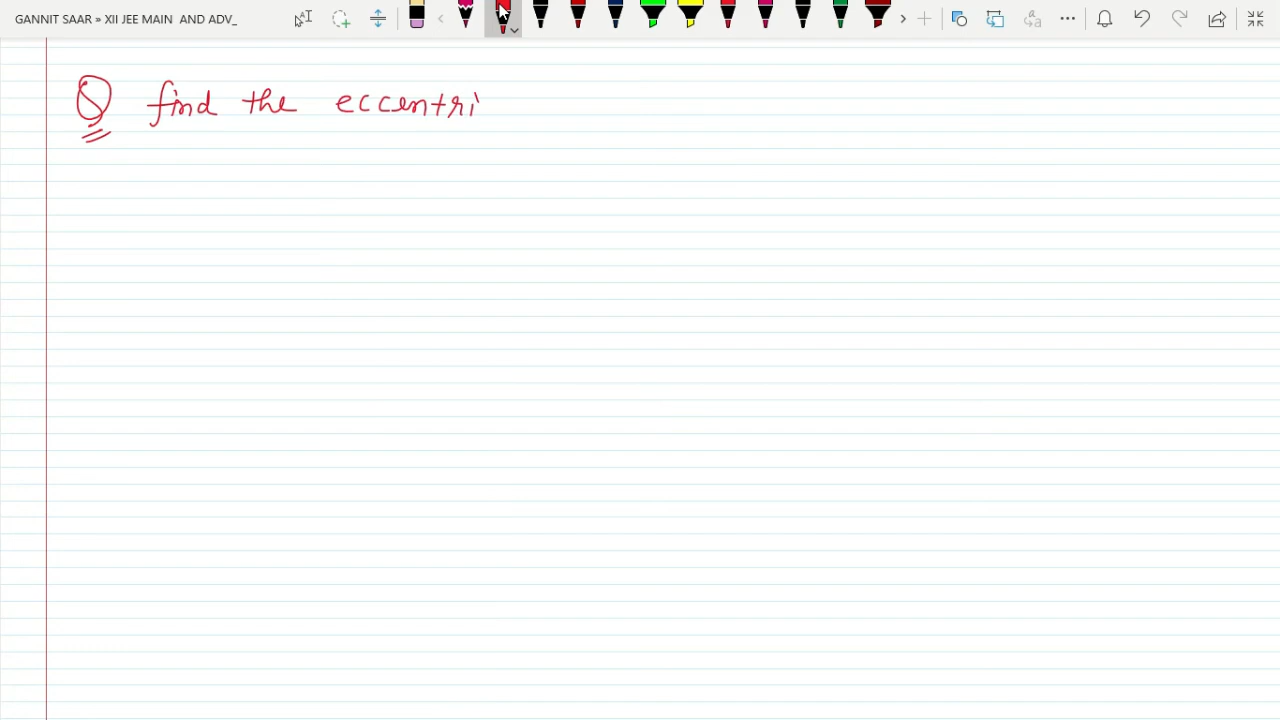 GANNIT SAAR » XII JEE MAIN AND ADV_
Q find the eccentri